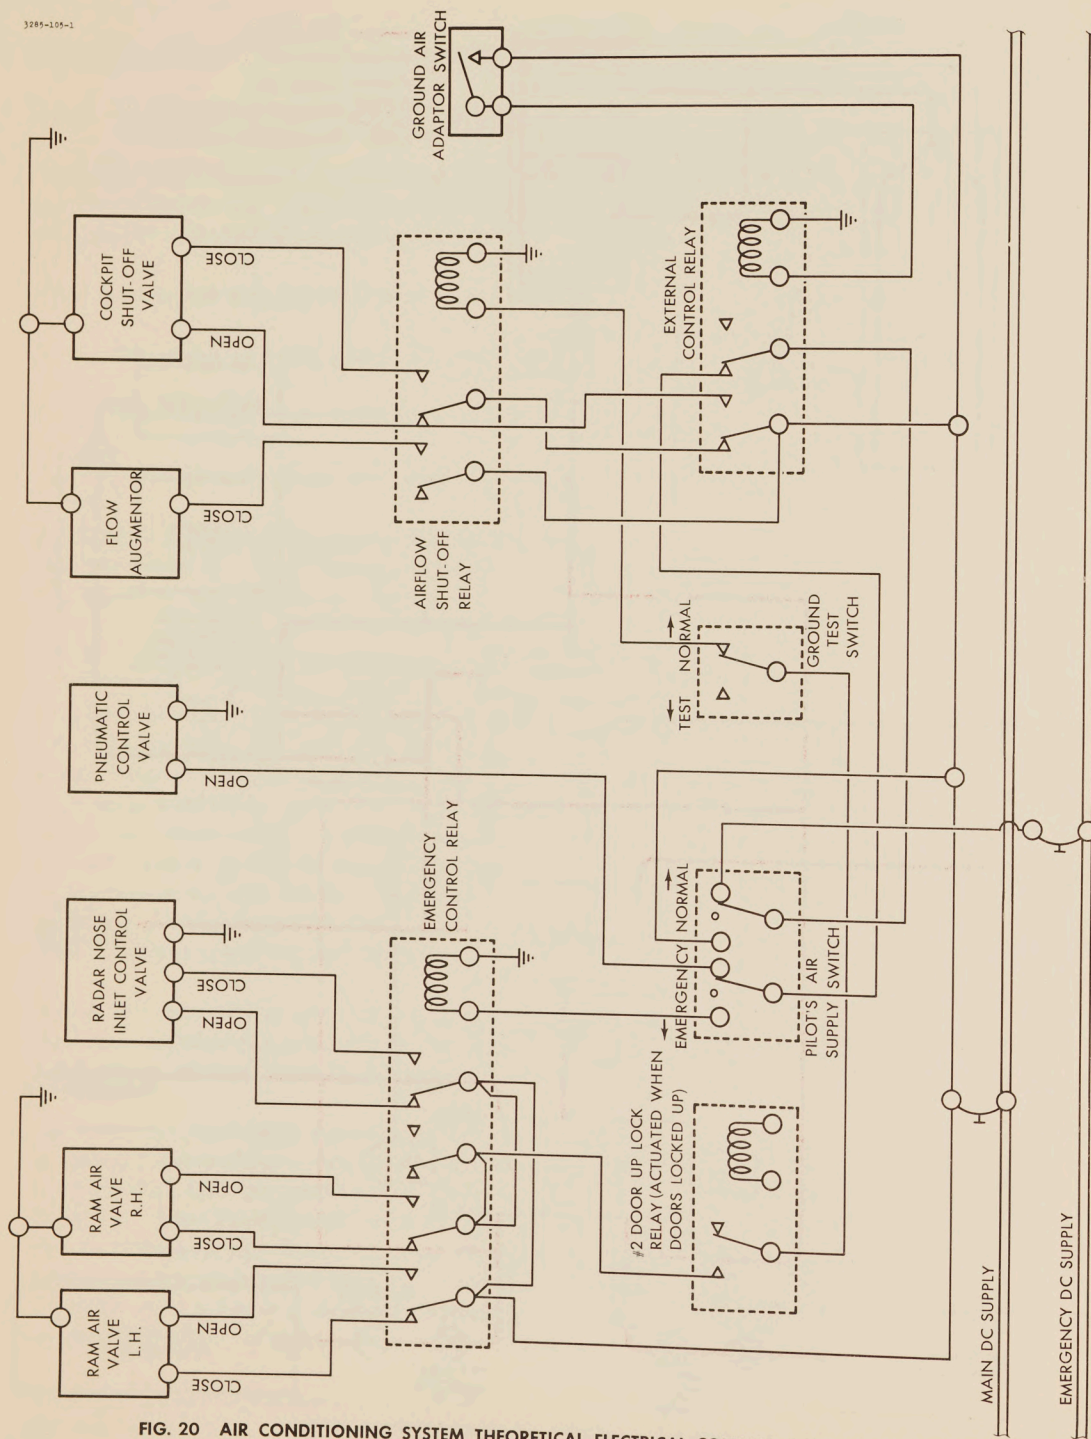 3285-105-1
GROUND AIR
ADAPTOR SWITCH
COCKPIT
SHUT-OFF
VALVE
CLOSE
OPEN
FLOW
AUGMENTOR
CLOSE
AIRFLOW
SHUT-OFF
RELAY
EXTERNAL
CONTROL RELAY
TEST NORMAL
GROUND
TEST
SWITCH
PNEUMATIC
CONTROL
VALVE
OPEN
EMERGENCY
CONTROL RELAY
RADAR NOSE
INLET CONTROL
VALVE
CLOSE
OPEN
EMERGENCY NORMAL
PILOT'S AIR
SUPPLY SWITCH
RAM AIR
VALVE
R.H.
OPEN
CLOSE
RAM AIR
VALVE
L.H.
OPEN
CLOSE
#2 DOOR UP LOCK
RELAY (ACTUATED WHEN
DOORS LOCKED UP)
MAIN DC SUPPLY
EMERGENCY DC SUPPLY
FIG. 20 AIR CONDITIONING SYSTEM THEORETICAL ELECTRICAL